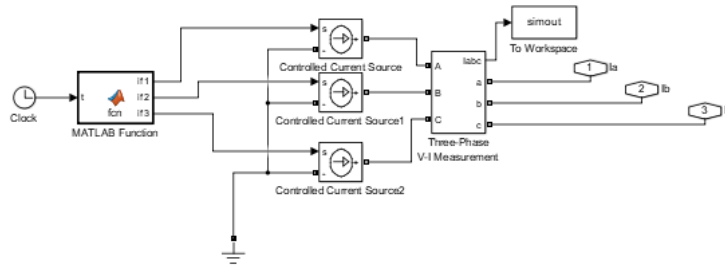 simout
To Workspace
s
-
+
Controlled Current Source
Clock
t
fcn
if1
if2
if3
MATLAB Function
s
-
+
Controlled Current Source1
s
-
+
Controlled Current Source2
A
B
C
Iabc
a
b
c
Three-Phase
V-I Measurement
1
Ia
2
Ib
3